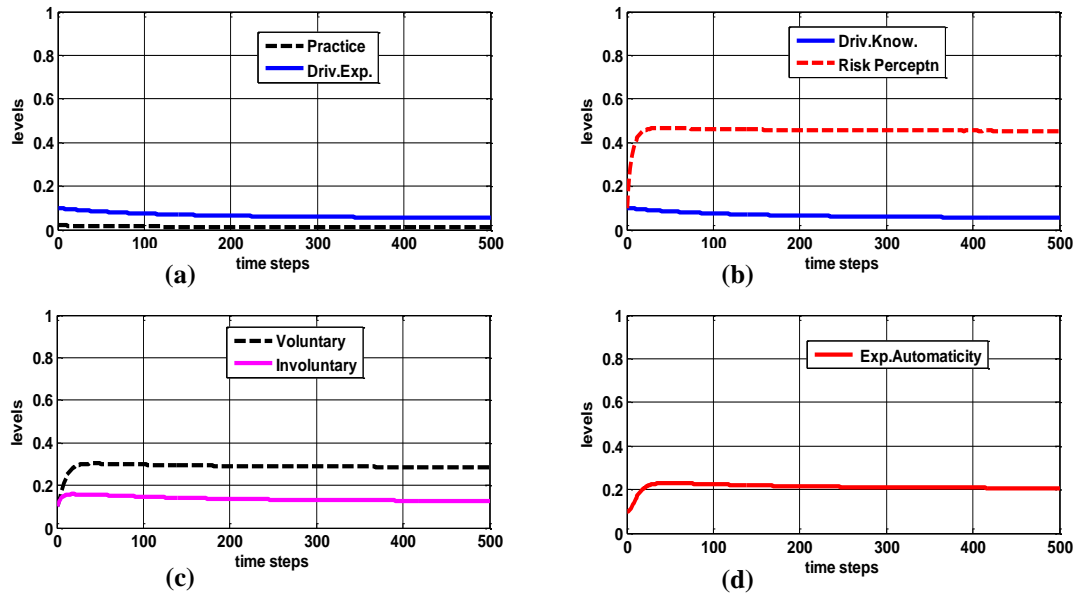 1
0.8
0.6
0.4
0.2
0
levels
Practice
Driv.Exp.
0 100 200 300 400 500
time steps
(a)
1
0.8
0.6
0.4
0.2
0
levels
Driv.Know.
Risk Perceptn
0 100 200 300 400 500
time steps
(b)
1
0.8
0.6
0.4
0.2
0
levels
Voluntary
Involuntary
0 100 200 300 400 500
time steps
(c)
1
0.8
0.6
0.4
0.2
0
levels
Exp.Automaticity
0 100 200 300 400 500
time steps
(d)